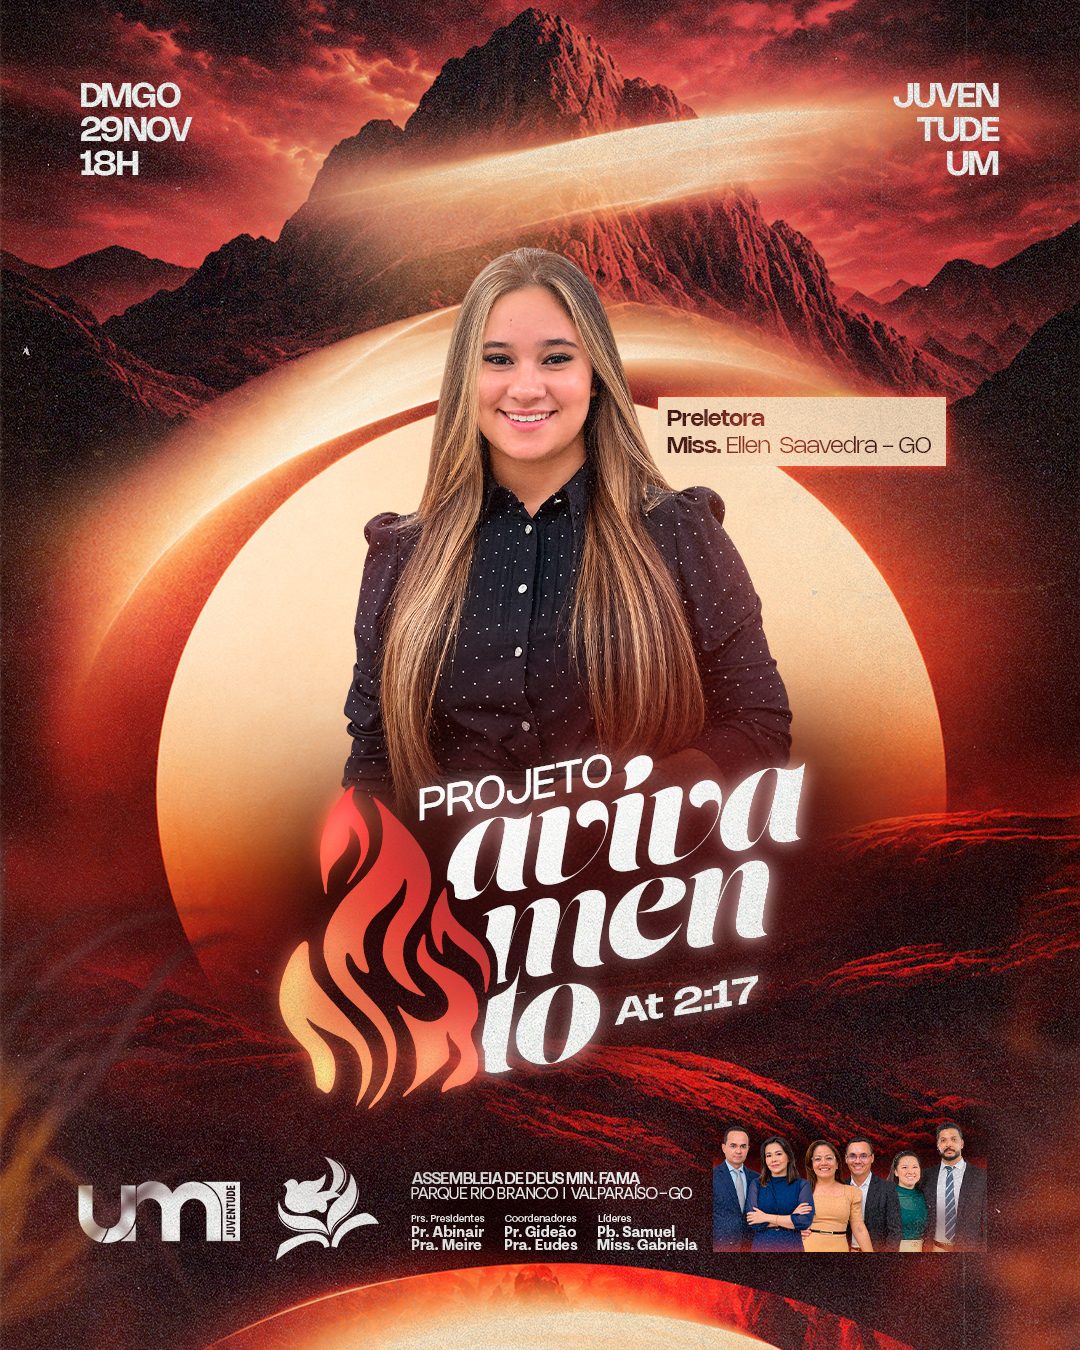 DMGO
29NOV
18H
JUVEN
TUDE
UM
Preletora
Miss. Ellen Saavedra – GO
PROJETO
aviva
men
to
At 2:17
um
JUVENTUDE
ASSEMBLEIA DE DEUS MIN. FAMA
PARQUE RIO BRANCO I VALPARAÍSO – GO
Prs. Presidentes
Pr. Abinair
Pra. Meire
Coordenadores
Pr. Gideão
Pra. Eudes
Líderes
Pb. Samuel
Miss. Gabriela